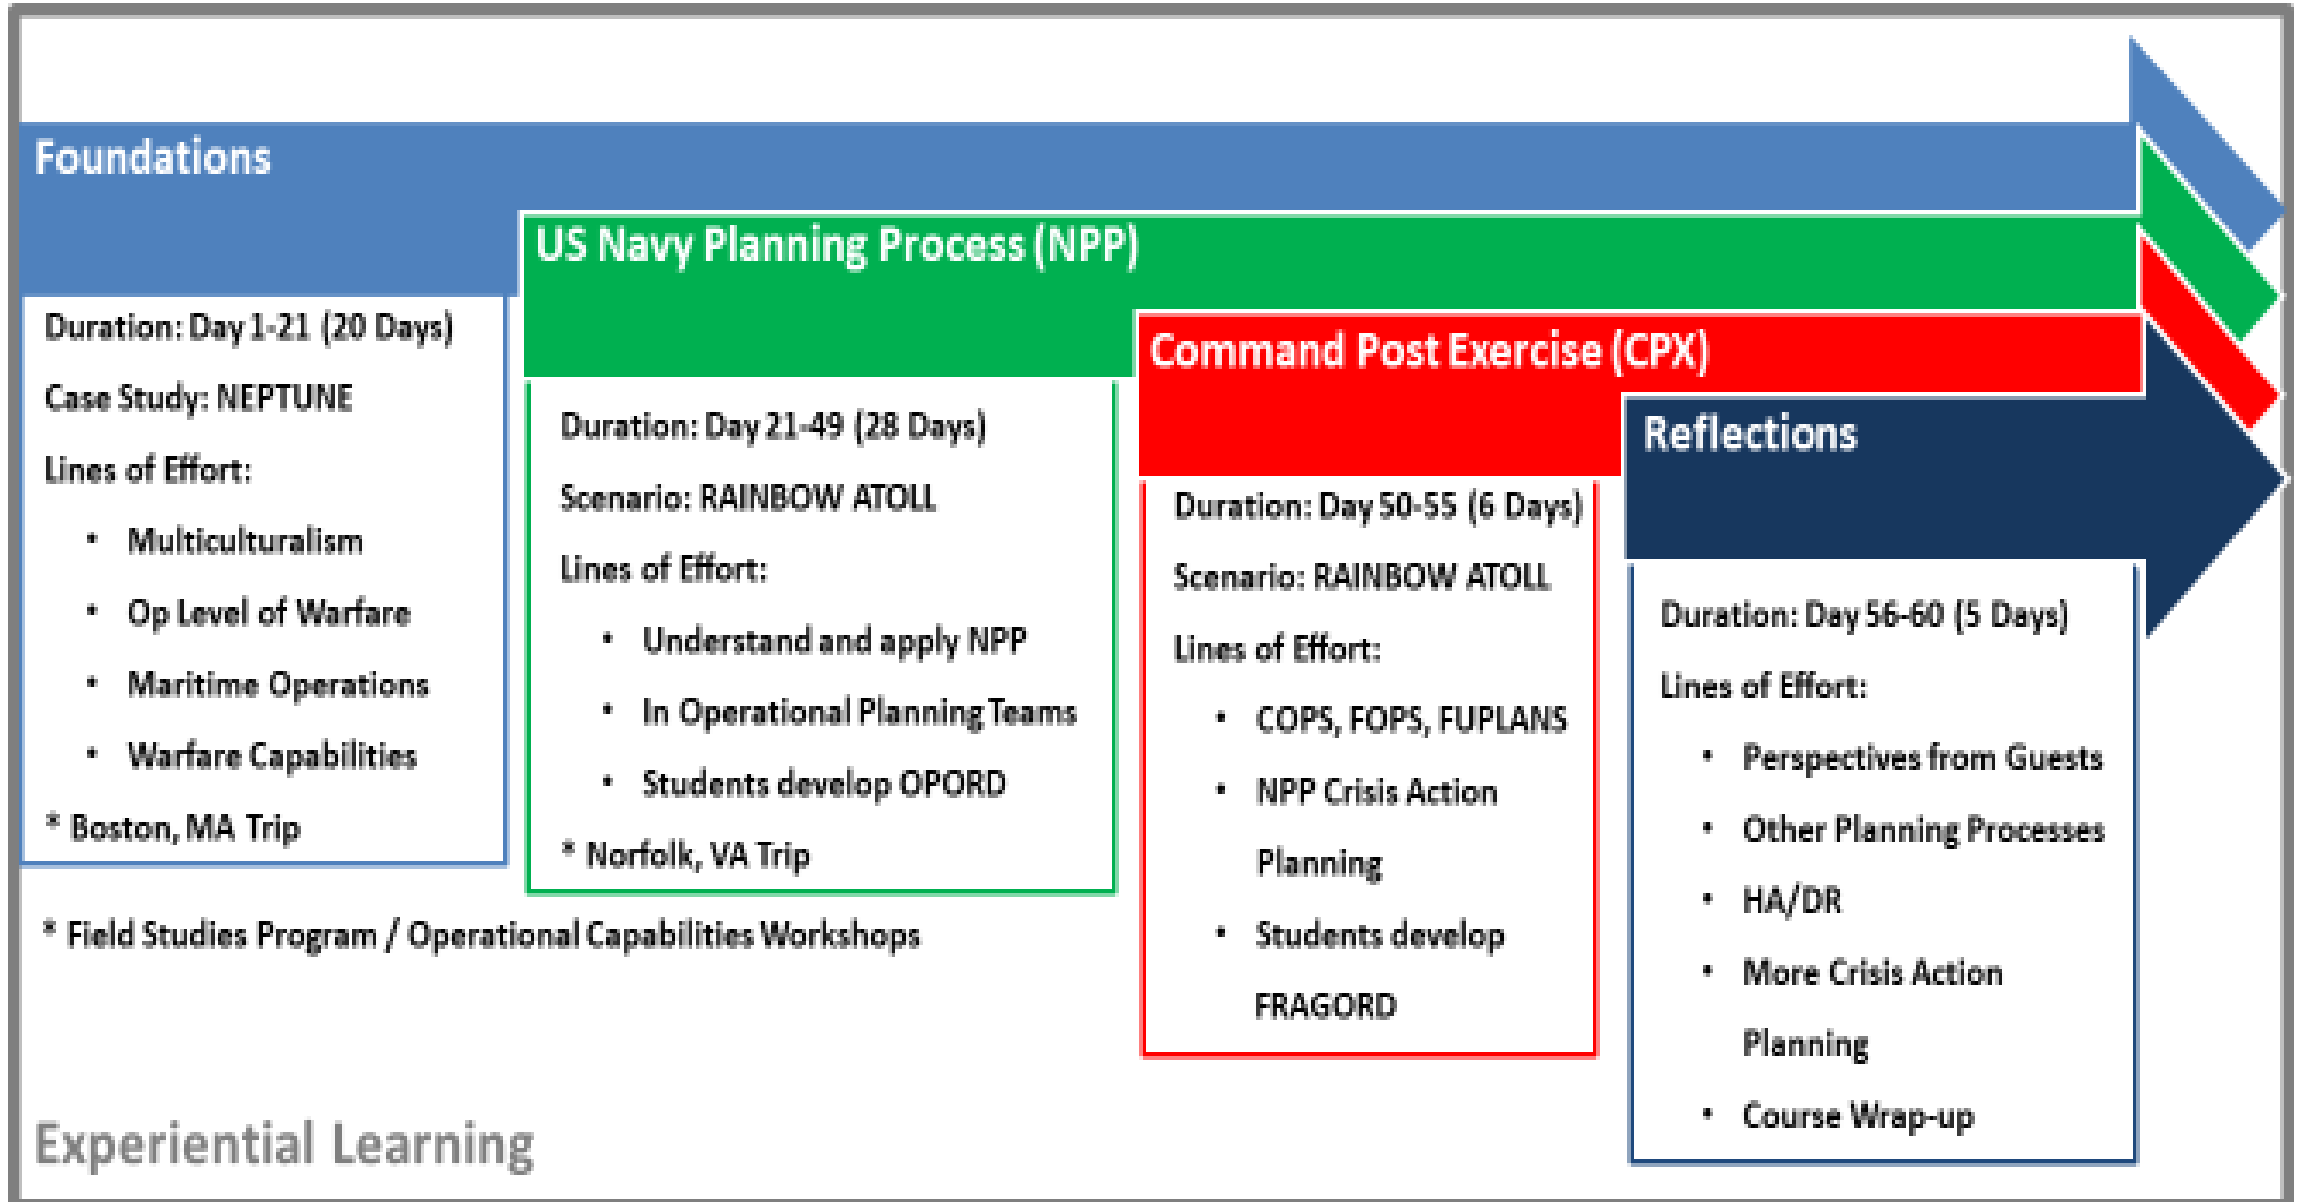 Foundations
Duration: Day 1-21 (20 Days)
Case Study: NEPTUNE
Lines of Effort:
• Multiculturalism
• Op Level of Warfare
• Maritime Operations
• Warfare Capabilities
* Boston, MA Trip
US Navy Planning Process (NPP)
Duration: Day 21-49 (28 Days)
Scenario: RAINBOW ATOLL
Lines of Effort:
• Understand and apply NPP
• In Operational Planning Teams
• Students develop OPORD
* Norfolk, VA Trip
Command Post Exercise (CPX)
Duration: Day 50-55 (6 Days)
Scenario: RAINBOW ATOLL
Lines of Effort:
• COPS, FOPS, FUPLANS
• NPP Crisis Action
Planning
• Students develop
FRAGORD
Reflections
Duration: Day 56-60 (5 Days)
Lines of Effort:
• Perspectives from Guests
• Other Planning Processes
• HA/DR
• More Crisis Action
Planning
• Course Wrap-up
* Field Studies Program / Operational Capabilities Workshops
Experiential Learning